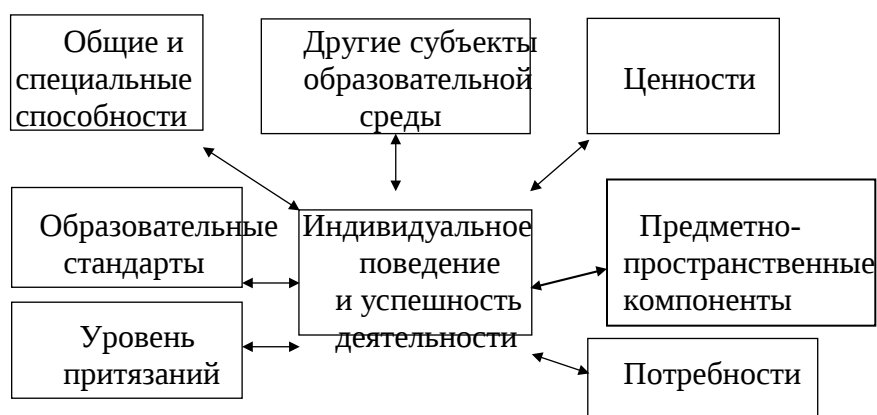 Общие и
специальные
способности
Другие субъекты
образовательной
среды
Ценности
Образовательные
стандарты
Индивидуальное
поведение
и успешность
деятельности
Предметно-
пространственные
компоненты
Уровень
притязаний
Потребности